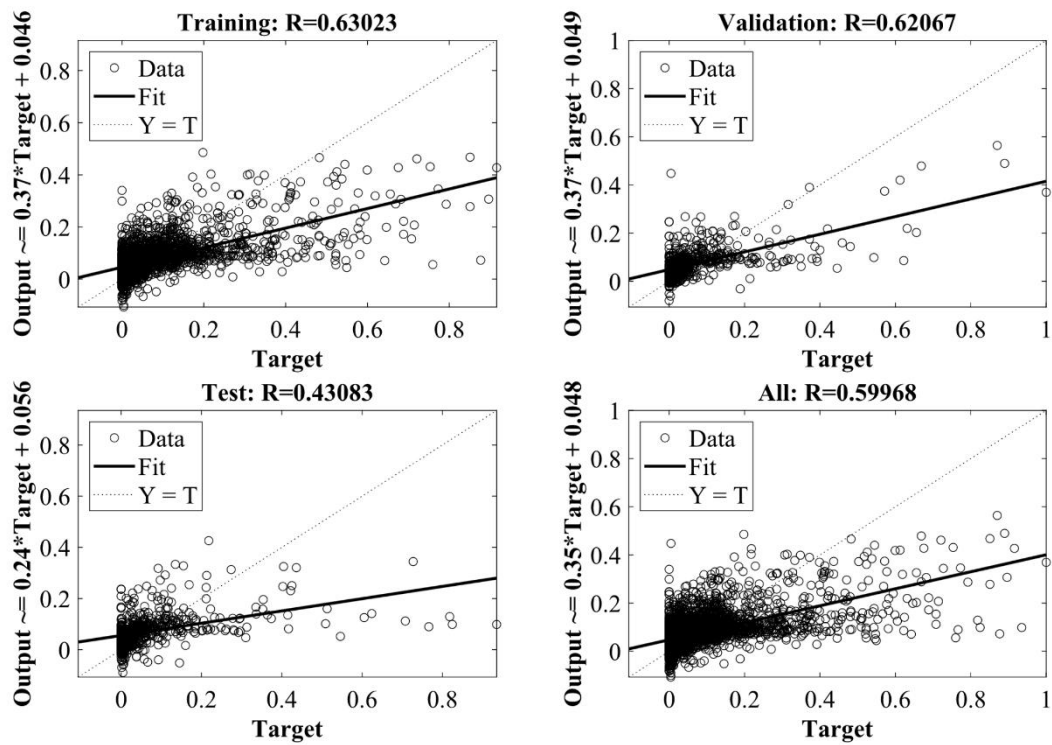 Training: R=0.63023
Output ~= 0.37*Target + 0.046
0.8
0.6
0.4
0.2
0
Data
Fit
Y = T
0 0.2 0.4 0.6 0.8
Target
Validation: R=0.62067
Output ~= 0.37*Target + 0.049
1
0.8
0.6
0.4
0.2
0
Data
Fit
Y = T
0 0.2 0.4 0.6 0.8 1
Target
Test: R=0.43083
Output ~= 0.24*Target + 0.056
0.8
0.6
0.4
0.2
0
Data
Fit
Y = T
0 0.2 0.4 0.6 0.8
Target
All: R=0.59968
Output ~= 0.35*Target + 0.048
1
0.8
0.6
0.4
0.2
0
Data
Fit
Y = T
0 0.2 0.4 0.6 0.8 1
Target